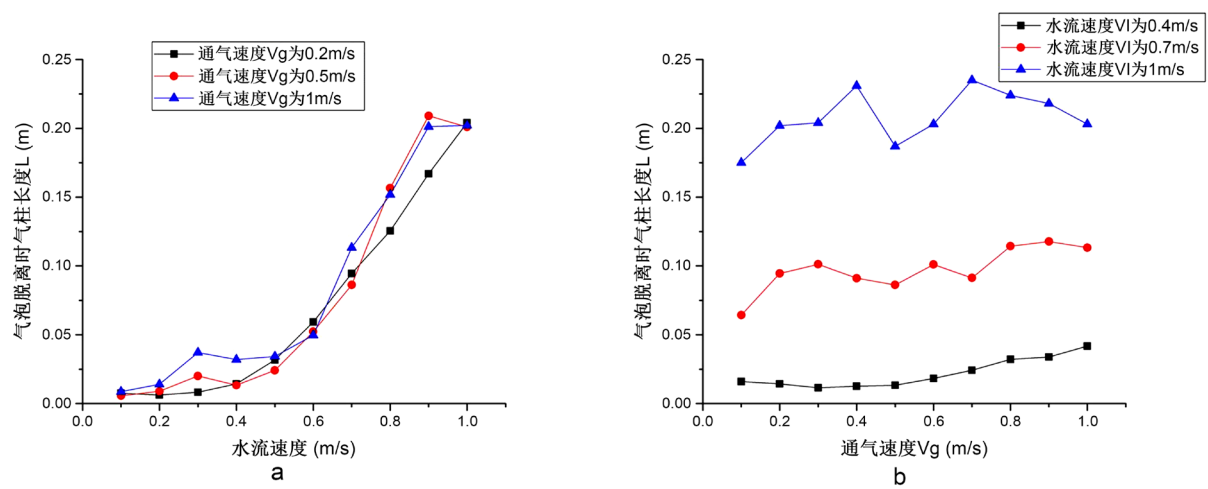 通气速度Vg为0.2m/s
通气速度Vg为0.5m/s
通气速度Vg为1m/s
气泡脱离时气柱长度L (m)
0.25
0.20
0.15
0.10
0.05
0.00
0.0
0.2
0.4
0.6
0.8
1.0
水流速度 (m/s)
a
水流速度Vl为0.4m/s
水流速度Vl为0.7m/s
水流速度Vl为1m/s
气泡脱离时气柱长度L (m)
0.25
0.20
0.15
0.10
0.05
0.00
0.0
0.2
0.4
0.6
0.8
1.0
通气速度Vg (m/s)
b